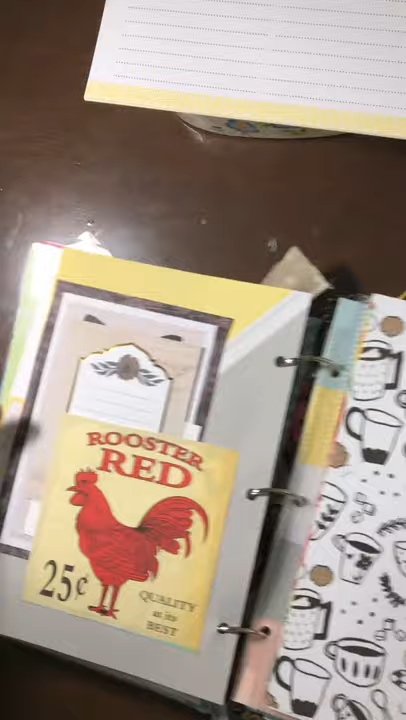 ROOSTER
RED
25¢
QUALITY
at its
BEST